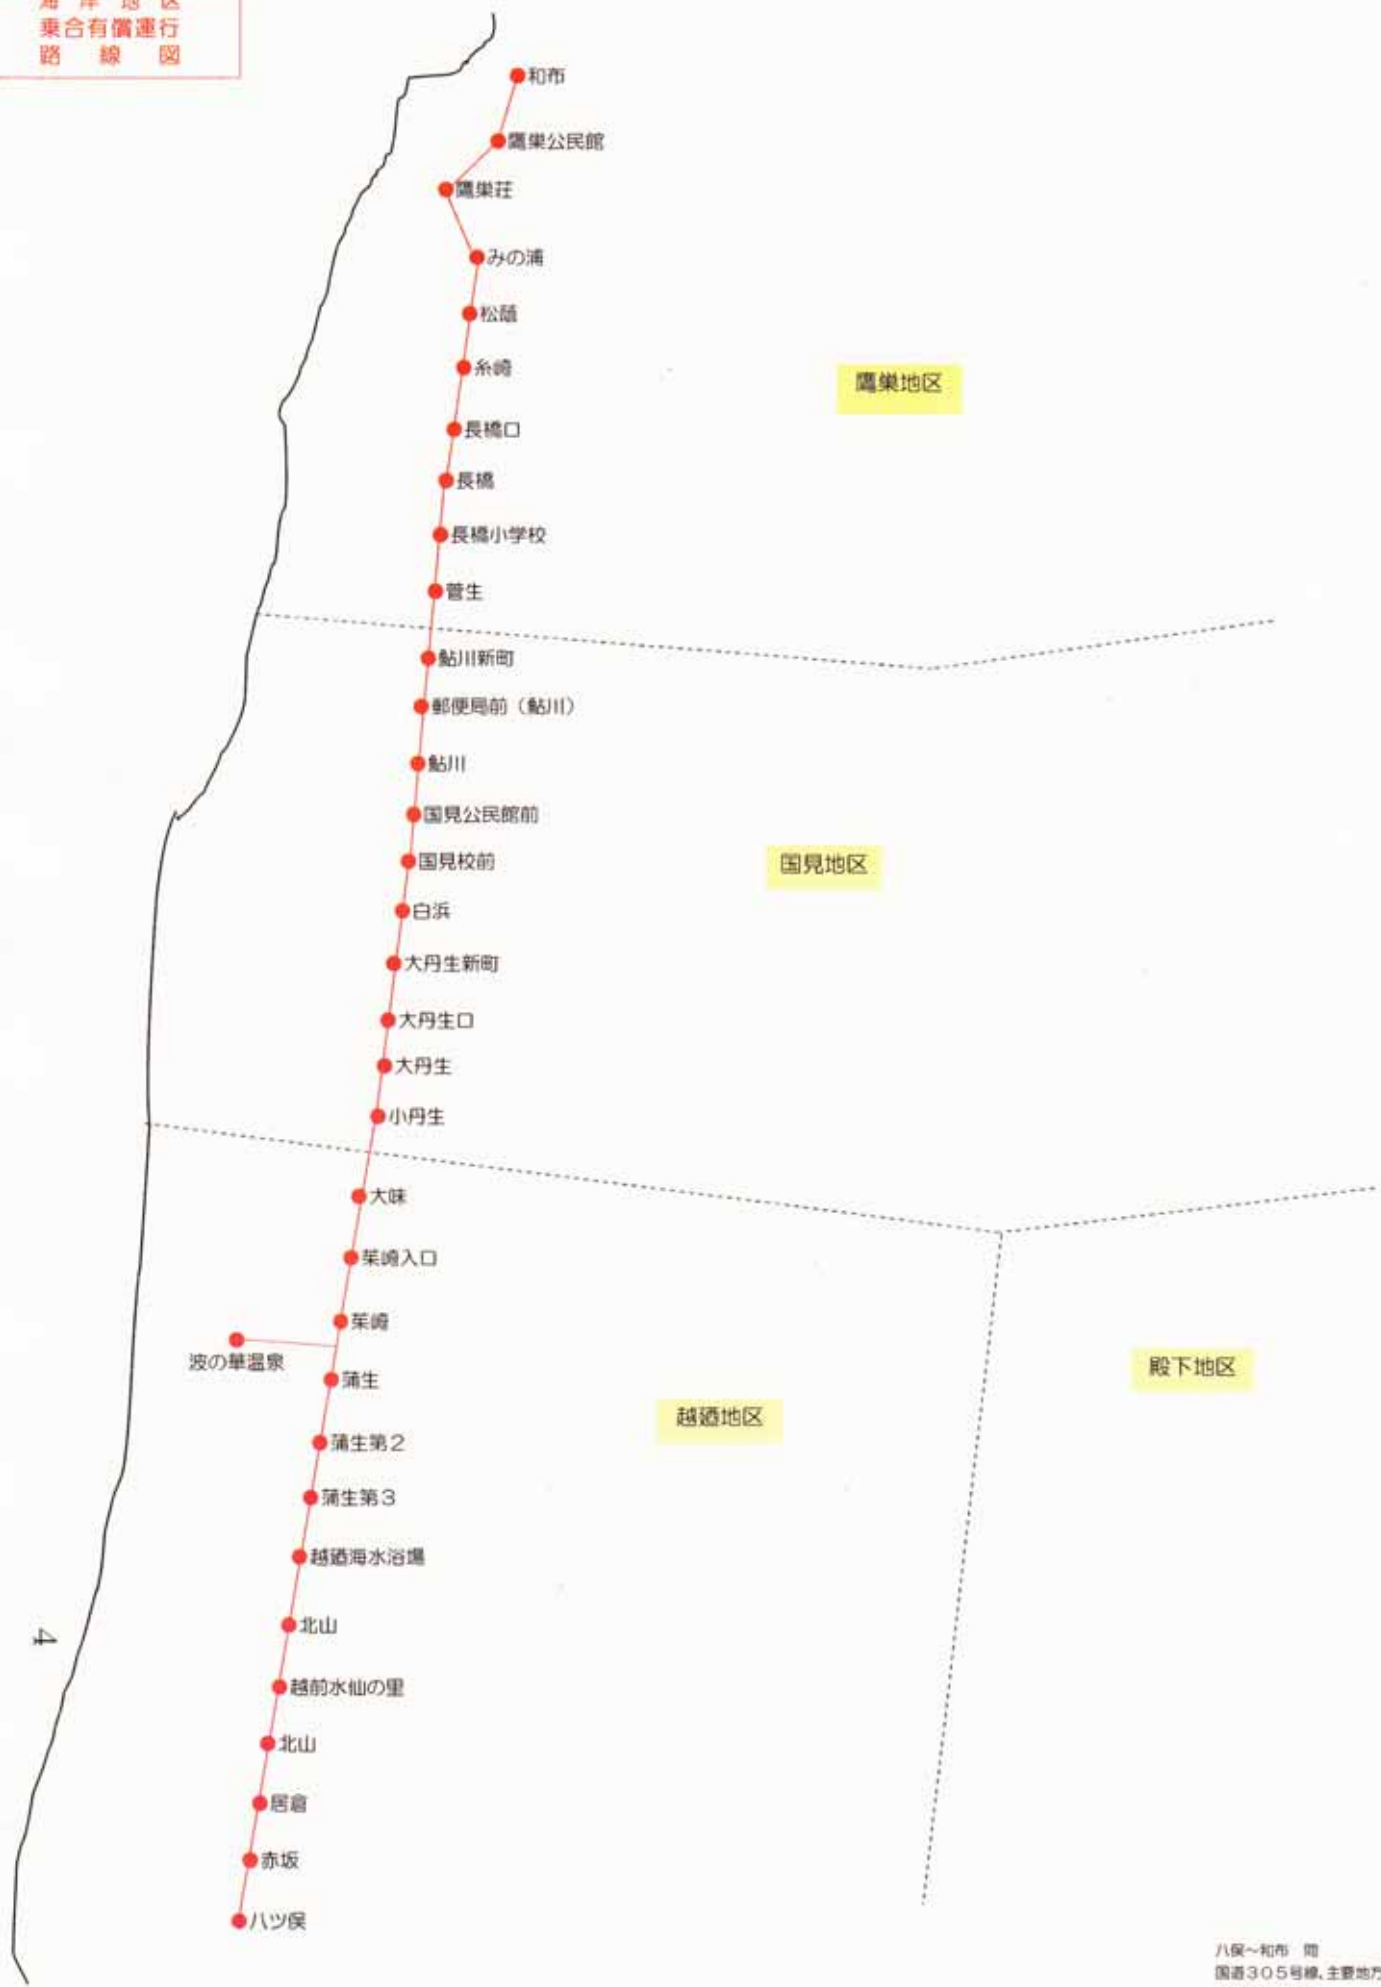 海岸地区
乗合有償運行
路線図
和布
鷹巣公民館
鷹巣荘
みの浦
松蔭
糸崎
鷹巣地区
長橋口
長橋
長橋小学校
菅生
鮎川新町
郵便局前（鮎川）
鮎川
国見公民館前
国見校前
国見地区
白浜
大丹生新町
大丹生口
大丹生
小丹生
大味
茱崎入口
茱崎
波の華温泉
殿下地区
蒲生
越廼地区
蒲生第2
蒲生第3
越廼海水浴場
北山
4
越前水仙の里
北山
居倉
赤坂
八ツ俣
八俣～和布 間
国道305号線、主要地方